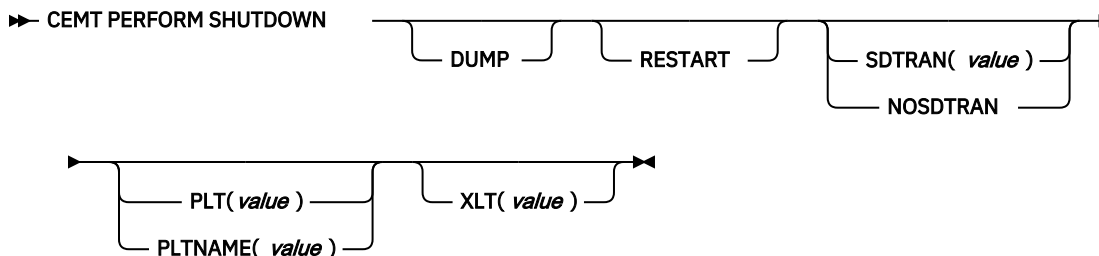 CEMT PERFORM SHUTDOWN
DUMP
RESTART
SDTRAN( value )
NOSDTRAN
PLT( value )
XLT( value )
PLTNAME( value )